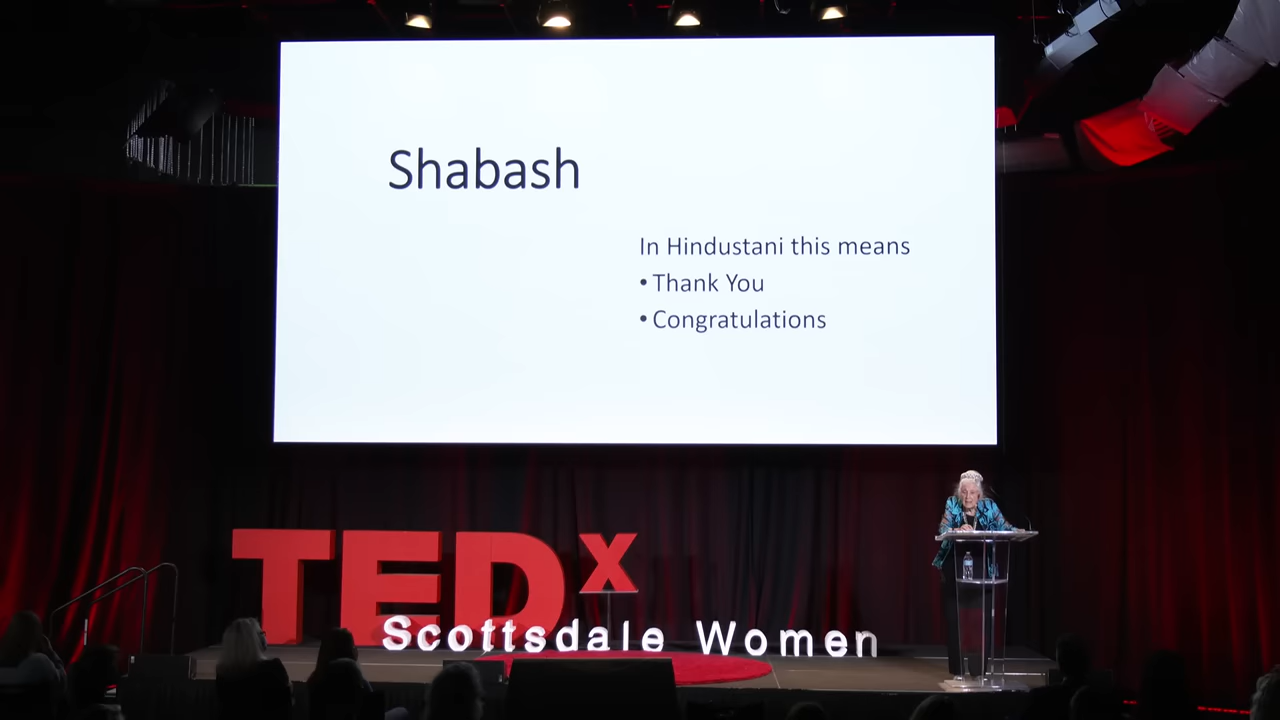 Shabash
In Hindustani this means
• Thank You
• Congratulations
TEDx
Scottsdale Women